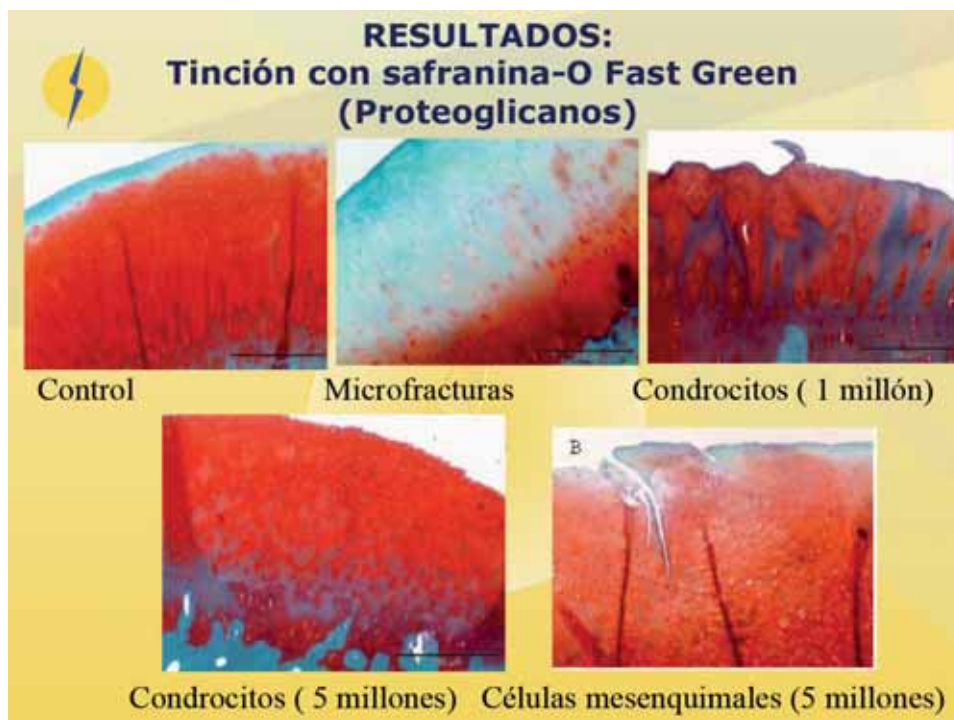 RESULTADOS:
Tinción con safranina-O Fast Green
(Proteoglicanos)
Control
Microfracturas
Condrocitos ( 1 millón)
B
Condrocitos ( 5 millones)
Células mesenquimales (5 millones)